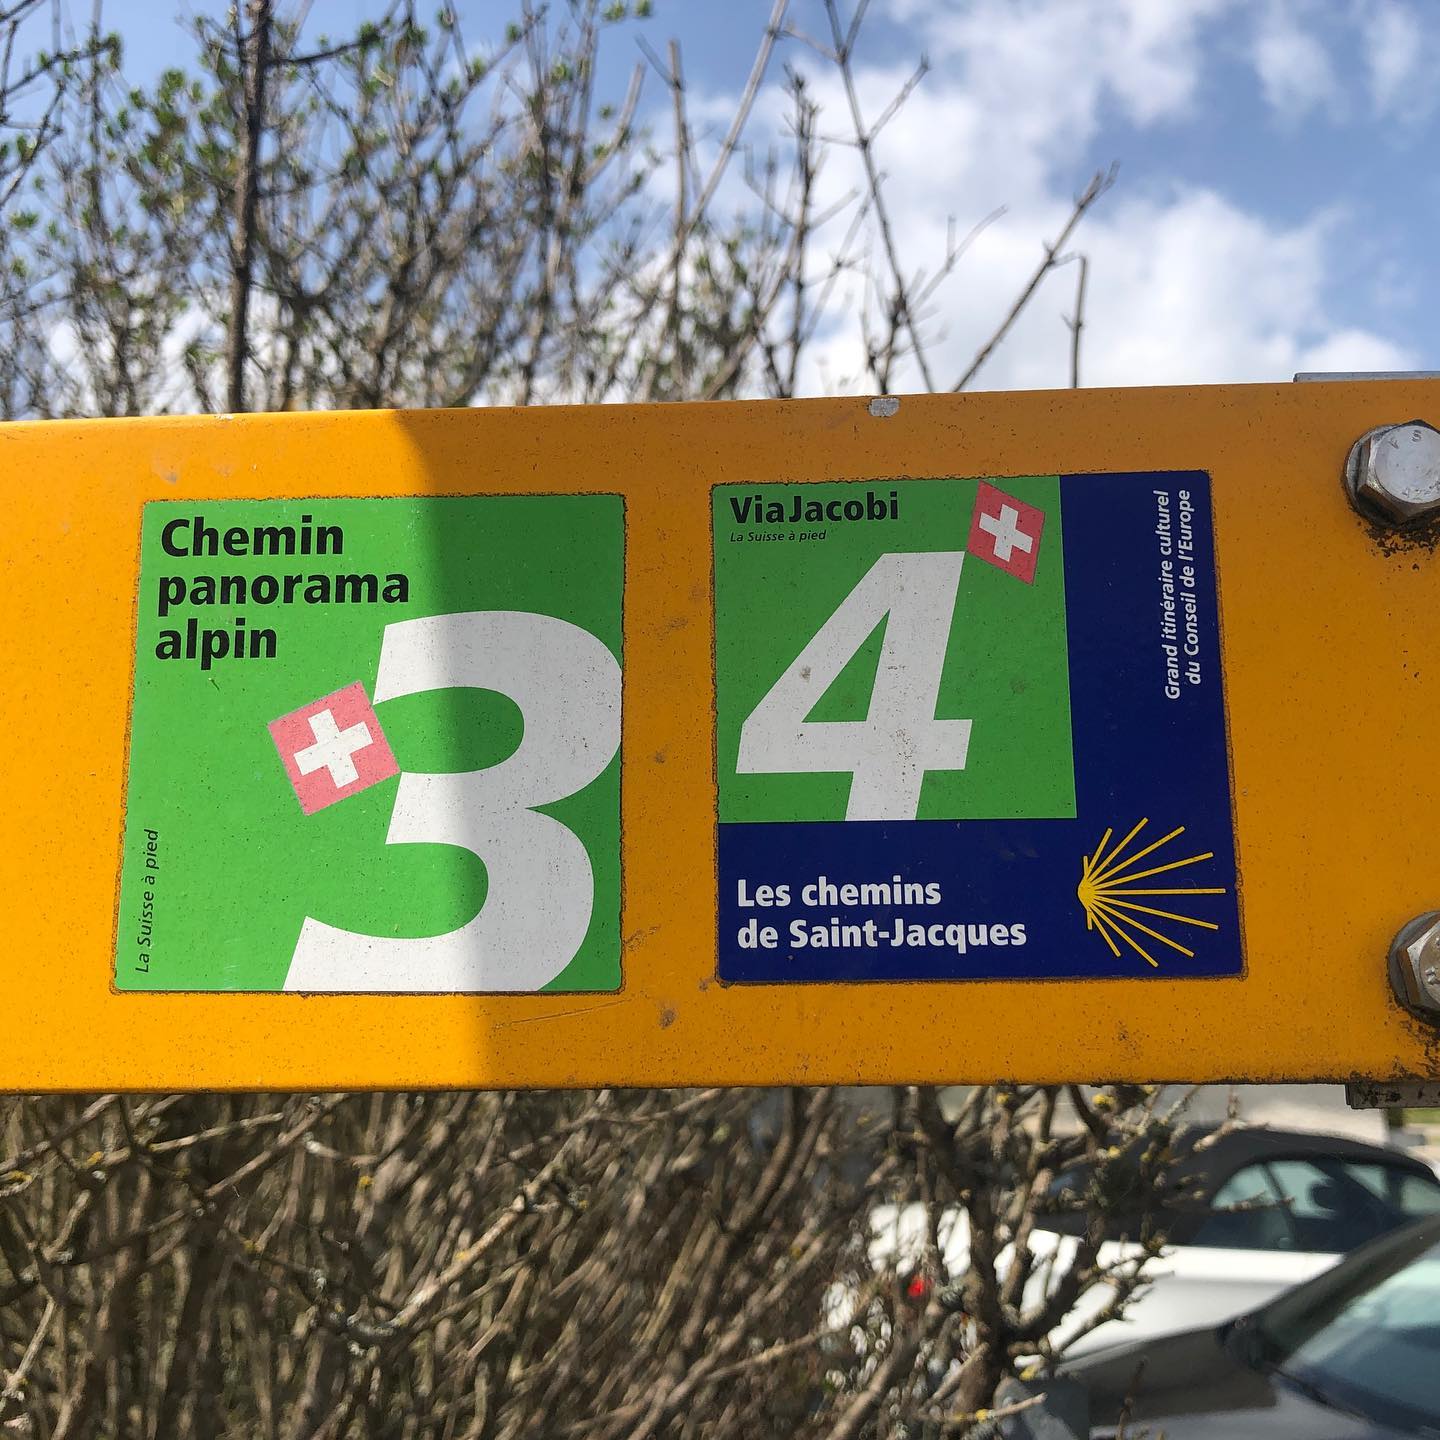 Chemin
panorama
alpin
3
La Suisse à pied
ViaJacobi
La Suisse à pied
4
Grand itinéraire culturel
du Conseil de l'Europe
Les chemins
de Saint-Jacques